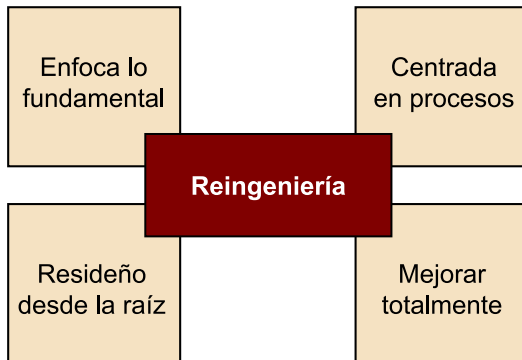 Enfoca lo
fundamental
Centrada
en procesos
Reingeniería
Resideño
desde la raíz
Mejorar
totalmente